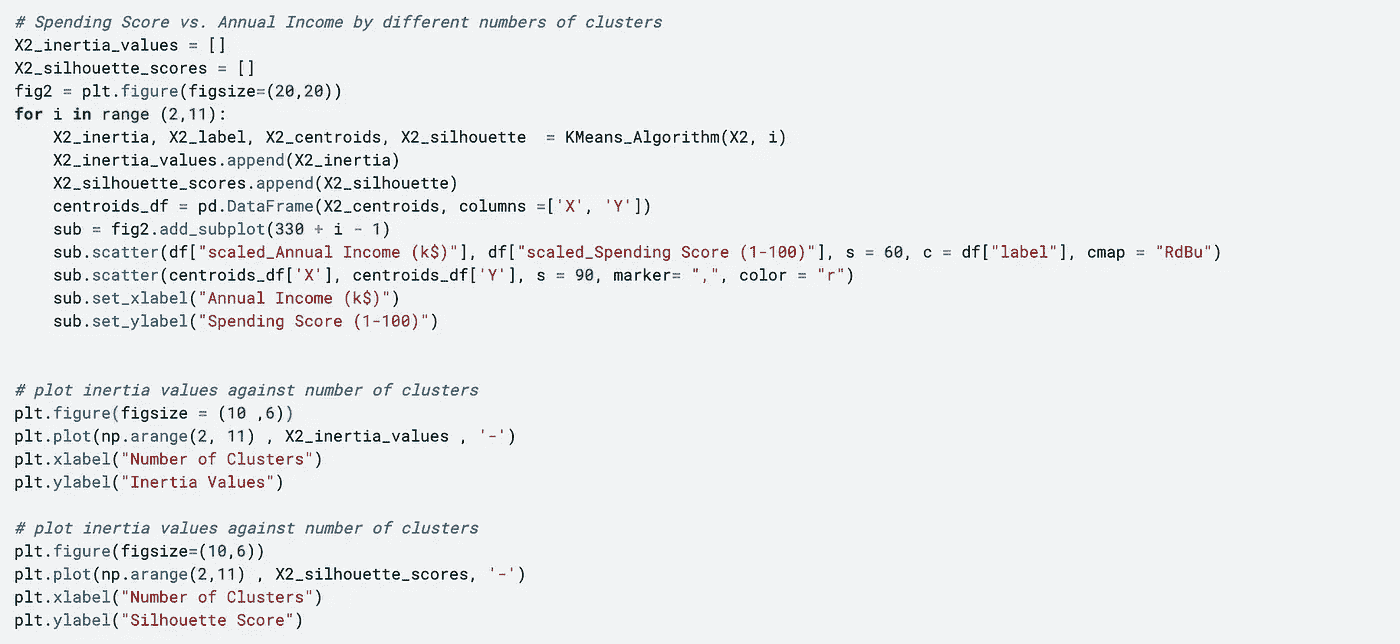 # Spending Score vs. Annual Income by different numbers of clusters
X2_inertia_values = []
X2_silhouette_scores = []
fig2 = plt.figure(figsize=(20,20))
for i in range (2,11):
    X2_inertia, X2_label, X2_centroids, X2_silhouette  = KMeans_Algorithm(X2, i)
    X2_inertia_values.append(X2_inertia)
    X2_silhouette_scores.append(X2_silhouette)
    centroids_df = pd.DataFrame(X2_centroids, columns =['X', 'Y'])
    sub = fig2.add_subplot(330 + i - 1)
    sub.scatter(df["scaled_Annual Income (k$)"], df["scaled_Spending Score (1-100)"], s = 60, c = df["label"], cmap = "RdBu")
    sub.scatter(centroids_df['X'], centroids_df['Y'], s = 90, marker= ",", color = "r")
    sub.set_xlabel("Annual Income (k$)")
    sub.set_ylabel("Spending Score (1-100)")
# plot inertia values against number of clusters
plt.figure(figsize = (10 ,6))
plt.plot(np.arange(2, 11) , X2_inertia_values , '-')
plt.xlabel("Number of Clusters")
plt.ylabel("Inertia Values")
# plot inertia values against number of clusters
plt.figure(figsize=(10,6))
plt.plot(np.arange(2,11) , X2_silhouette_scores, '-')
plt.xlabel("Number of Clusters")
plt.ylabel("Silhouette Score")